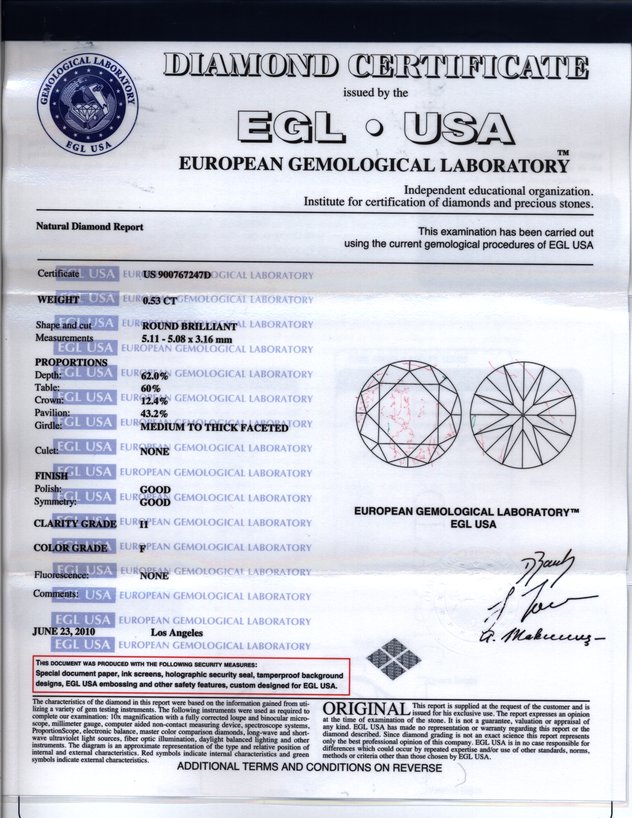 GEMOLOGICAL LABORATORY
EGL USA
DIAMOND CERTIFICATE
issued by the
EGL • USA
EUROPEAN GEMOLOGICAL LABORATORY™
Independent educational organization.
Institute for certification of diamonds and precious stones.
Natural Diamond Report
This examination has been carried out
using the current gemological procedures of EGL USA
Certificate US 900767247D
WEIGHT 0.53 CT
Shape and cut ROUND BRILLIANT
Measurements 5.11 - 5.08 x 3.16 mm
PROPORTIONS
Depth: 62.0%
Table: 60%
Crown: 12.4%
Pavilion: 43.2%
Girdle: MEDIUM TO THICK FACETED
Culet: NONE
FINISH
Polish: GOOD
Symmetry: GOOD
CLARITY GRADE I1
COLOR GRADE F
Fluorescence: NONE
Comments:
EGL USA EUROPEAN GEMOLOGICAL LABORATORY
JUNE 23, 2010 Los Angeles
EUROPEAN GEMOLOGICAL LABORATORY™
EGL USA
THIS DOCUMENT WAS PRODUCED WITH THE FOLLOWING SECURITY MEASURES:
Special document paper, ink screens, holographic security seal, tamperproof background
designs, EGL USA embossing and other safety features, custom designed for EGL USA.
The characteristics of the diamond in this report were based on the information gained from uti-
lizing a variety of gem testing instruments. The following instruments were used as required to
complete our examination: 10x magnification with a fully corrected loupe and binocular micro-
scope, millimeter gauge, computer aided non-contact measuring device, spectroscope systems,
ProportionScope, electronic balance, master color comparison diamonds, long-wave and short-
wave ultraviolet light sources, fiber optic illumination, daylight balanced lighting and other
instruments. The diagram is an approximate representation of the type and relative position of
internal and external characteristics. Red symbols indicate internal characteristics and green
symbols indicate external characteristics.
ORIGINAL This report is supplied at the request of the customer and is
issued for his exclusive use. The report expresses an opinion
at the time of examination of the stone. It is not a guarantee, valuation or appraisal of
any kind. EGL USA has made no representation or warranty regarding this report or the
diamond described. Since diamond grading is not an exact science this report represents
only the best professional opinion of this company. EGL USA is in no case responsible for
differences which could occur by repeated expertise and/or use of other standards, norms,
methods or criteria other than those chosen by EGL USA.
ADDITIONAL TERMS AND CONDITIONS ON REVERSE